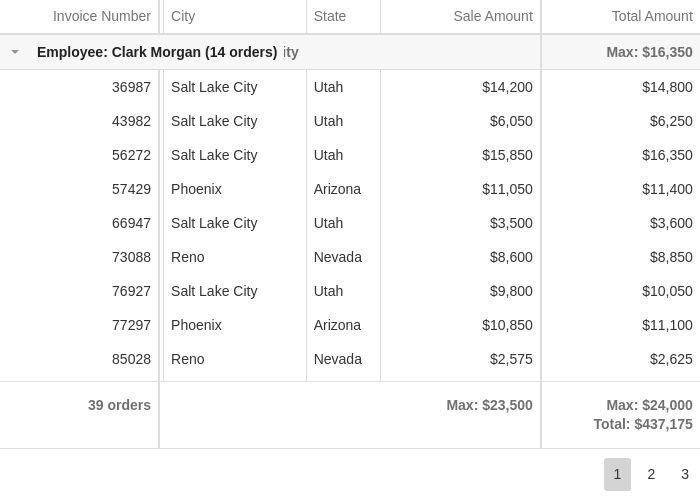 Invoice Number City State Sale Amount Total Amount
Employee: Clark Morgan (14 orders) ity Max: $16,350
36987 Salt Lake City Utah $14,200 $14,800
43982 Salt Lake City Utah $6,050 $6,250
56272 Salt Lake City Utah $15,850 $16,350
57429 Phoenix Arizona $11,050 $11,400
66947 Salt Lake City Utah $3,500 $3,600
73088 Reno Nevada $8,600 $8,850
76927 Salt Lake City Utah $9,800 $10,050
77297 Phoenix Arizona $10,850 $11,100
85028 Reno Nevada $2,575 $2,625
39 orders Max: $23,500 Max: $24,000
Total: $437,175
1 2 3